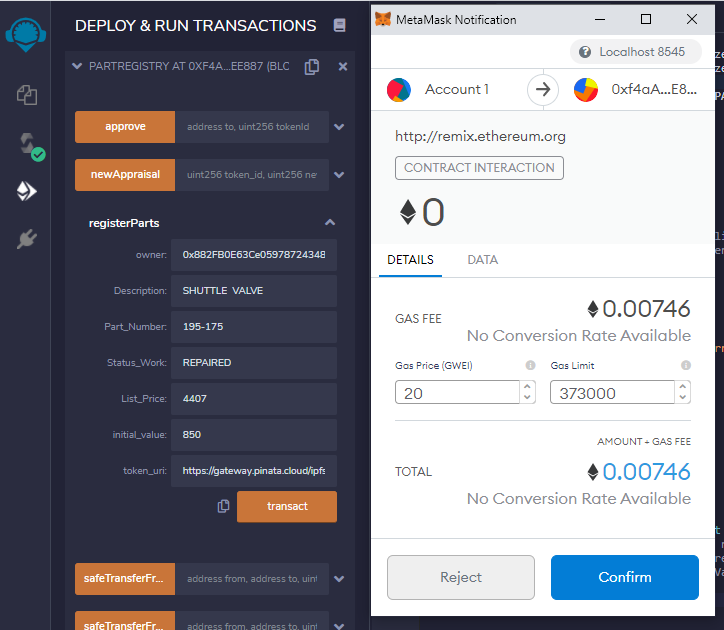 DEPLOY & RUN TRANSACTIONS
PARTREGISTRY AT 0XF4A...EE887 (BLOC
approve
address to, uint256 tokenId
newAppraisal
uint256 token_id, uint256 ne
registerParts
owner:
0x882FB0E63Ce05978724348
Description:
SHUTTLE VALVE
Part_Number:
195-175
Status_Work:
REPAIRED
List_Price:
4407
initial_value:
850
token_uri:
https://gateway.pinata.cloud/ipfs
transact
safeTransferFr...
address from, address to, uint
safeTransferFr...
address from, address to, uint
MetaMask Notification
Localhost 8545
Account 1
0xf4aA...E8...
http://remix.ethereum.org
CONTRACT INTERACTION
0
DETAILS
DATA
GAS FEE
0.00746
No Conversion Rate Available
Gas Price (GWEI)
Gas Limit
20
373000
AMOUNT + GAS FEE
TOTAL
0.00746
No Conversion Rate Available
Reject
Confirm